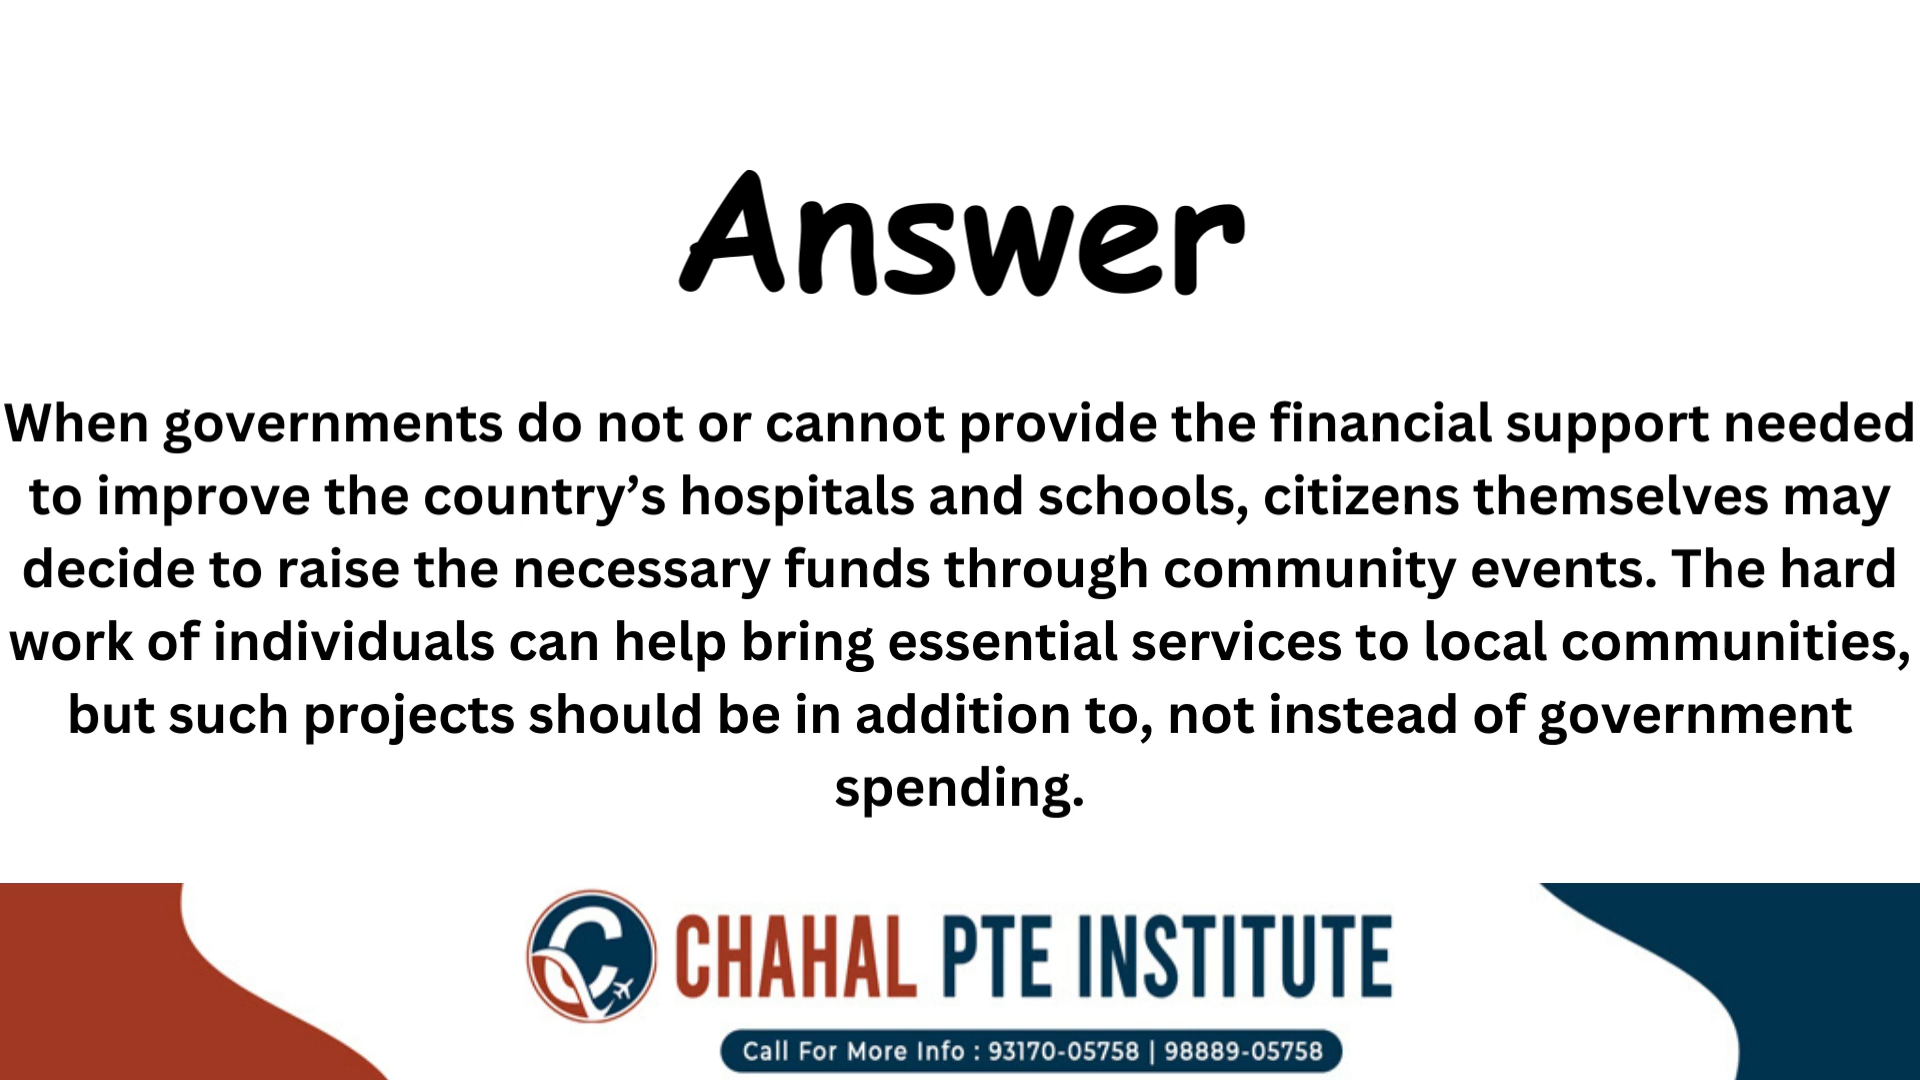 Answer
When governments do not or cannot provide the financial support needed
to improve the country’s hospitals and schools, citizens themselves may
decide to raise the necessary funds through community events. The hard
work of individuals can help bring essential services to local communities,
but such projects should be in addition to, not instead of government
spending.
CHAHAL PTE INSTITUTE
Call For More Info : 93170-05758 | 98889-05758